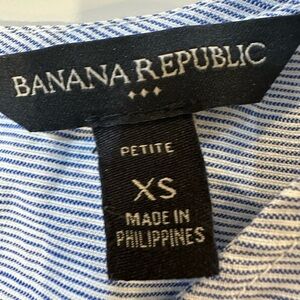 BANANA REPUBLIC
PETITE
XS
MADE IN
PHILIPPINES